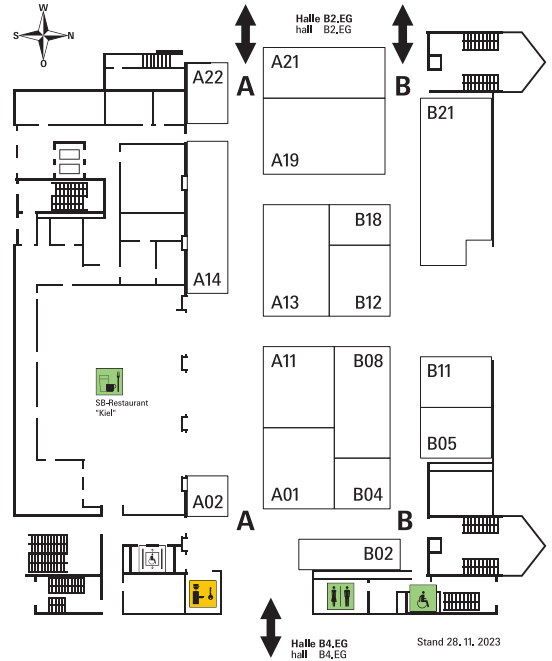 W
S N
O
Halle B2.EG
hall B2.EG
A22
A
A21
B
B21
A19
B18
A14
A13
B12
A11
B08
B11
SB-Restaurant
"Kiel"
B05
A02
A01
B04
A
B
B02
Halle B4.EG
hall B4.EG
Stand 28. 11. 2023